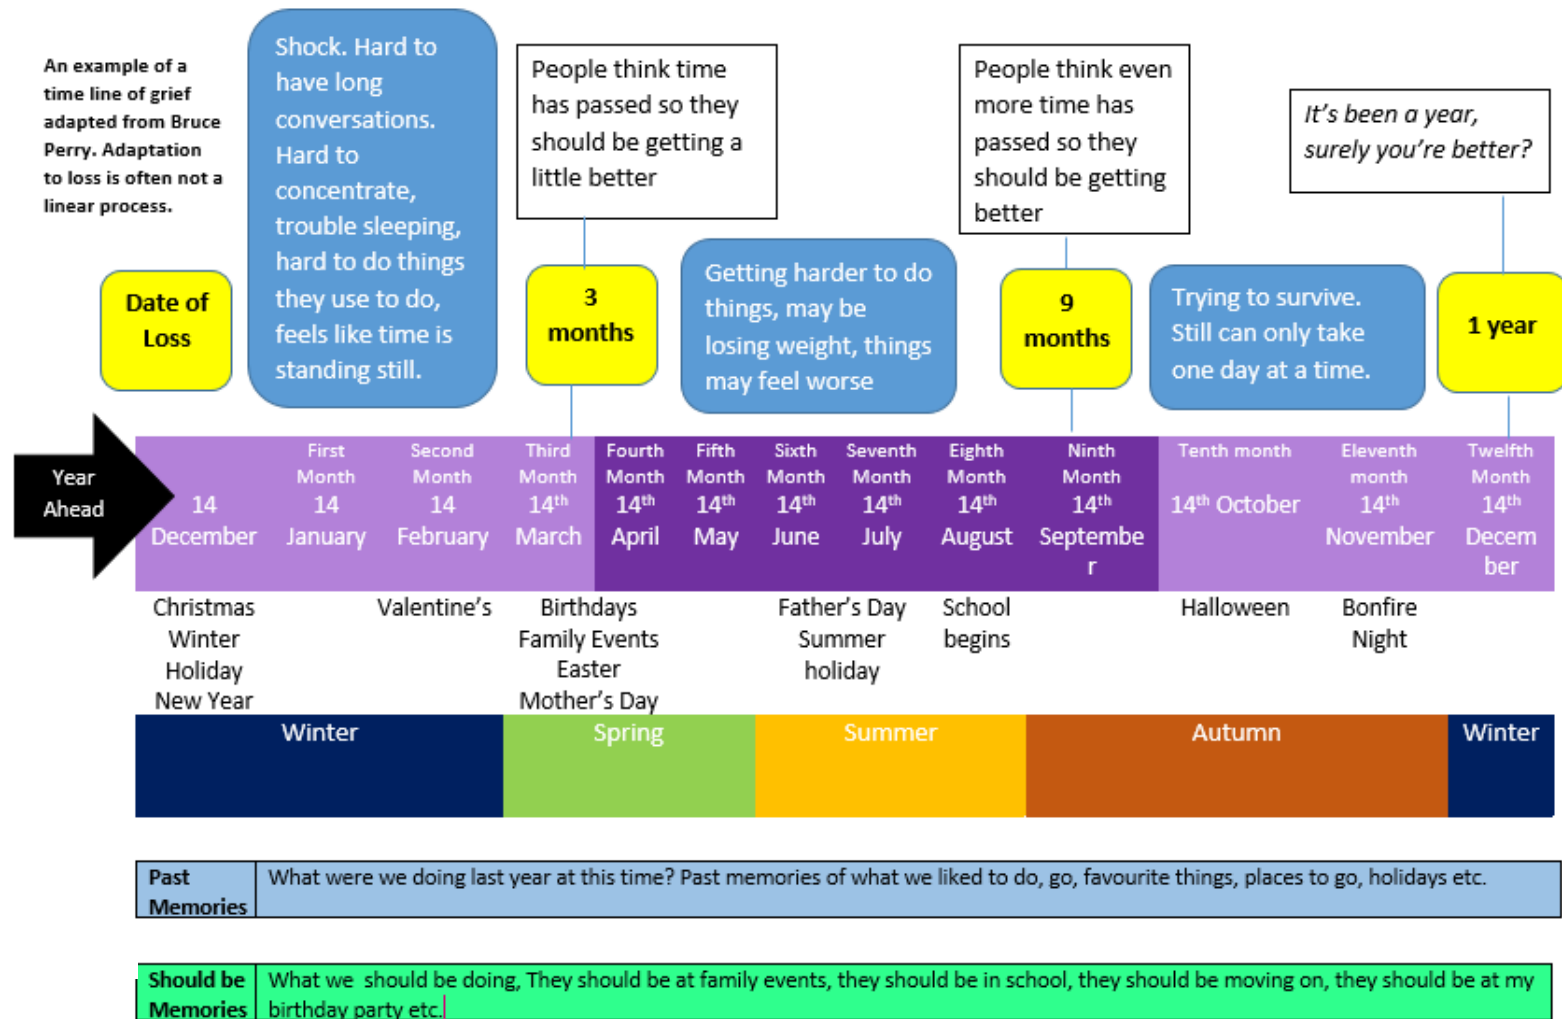 An example of a
time line of grief
adapted from Bruce
Perry. Adaptation
to loss is often not a
linear process.
Date of
Loss
Shock. Hard to
have long
conversations.
Hard to
concentrate,
trouble sleeping,
hard to do things
they use to do,
feels like time is
standing still.
People think time
has passed so they
should be getting a
little better
3
months
Getting harder to do
things, may be
losing weight, things
may feel worse
People think even
more time has
passed so they
should be getting
better
9
months
Trying to survive.
Still can only take
one day at a time.
It's been a year,
surely you're better?
1 year
Year
Ahead
14
December
First
Month
14
January
Second
Month
14
February
Third
Month
14th
March
Fourth
Month
14th
April
Fifth
Month
14th
May
Sixth
Month
14th
June
Seventh
Month
14th
July
Eighth
Month
14th
August
Ninth
Month
14th
Septembe
r
Tenth month
14th October
Eleventh
month
14th
November
Twelfth
Month
14th
Decem
ber
Christmas
Winter
Holiday
New Year
Valentine's
Birthdays
Family Events
Easter
Mother's Day
Father's Day
Summer
holiday
School
begins
Halloween
Bonfire
Night
Winter
Spring
Summer
Autumn
Winter
Past
Memories
What were we doing last year at this time? Past memories of what we liked to do, go, favourite things, places to go, holidays etc.
Should be
Memories
What we  should be doing, They should be at family events, they should be in school, they should be moving on, they should be at my
birthday party etc.